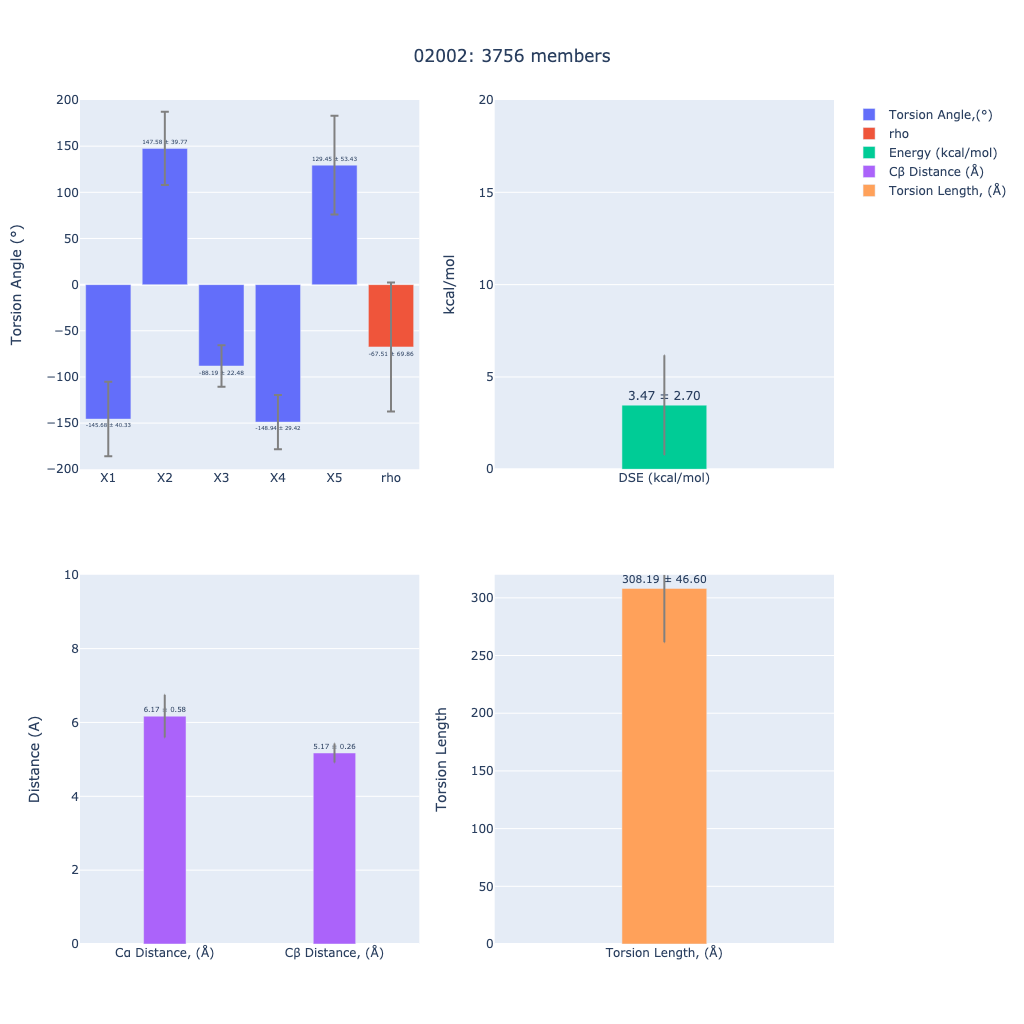 02002: 3756 members
Torsion Angle (°)
200
150
100
50
0
−50
−100
−150
−200
-145.68 ± 40.33
147.58 ± 39.77
-88.19 ± 22.48
-148.94 ± 29.42
129.45 ± 53.43
-67.51 ± 69.86
X1 X2 X3 X4 X5 rho
kcal/mol
20
15
10
5
0
3.47 ± 2.70
DSE (kcal/mol)
Torsion Angle,(°)
rho
Energy (kcal/mol)
Cβ Distance (Å)
Torsion Length, (Å)
Distance (A)
10
8
6
4
2
0
6.17 ± 0.58
5.17 ± 0.26
Cα Distance, (Å) Cβ Distance, (Å)
Torsion Length
300
250
200
150
100
50
0
308.19 ± 46.60
Torsion Length, (Å)